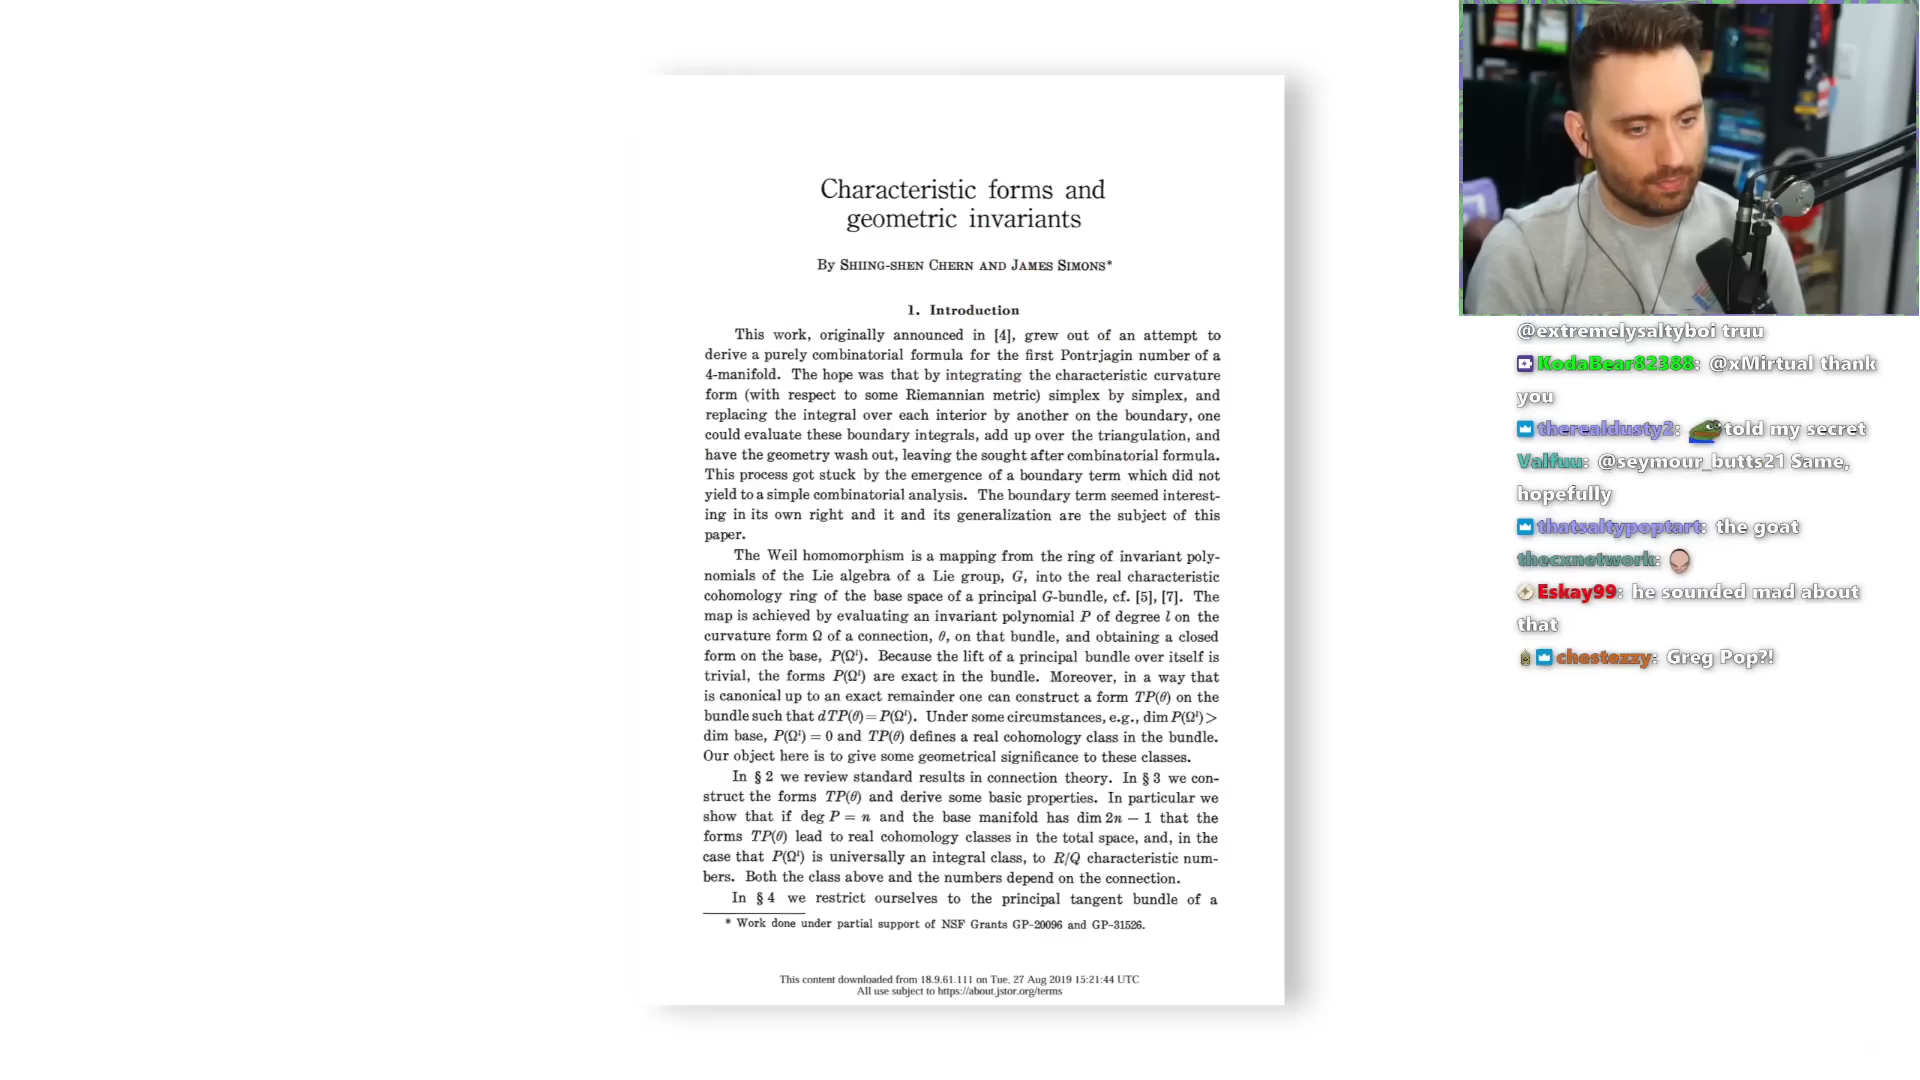 Characteristic forms and
geometric invariants
By SHIING-SHEN CHERN AND JAMES SIMONS*
1. Introduction
This work, originally announced in [4], grew out of an attempt to
derive a purely combinatorial formula for the first Pontrjagin number of a
4-manifold. The hope was that by integrating the characteristic curvature
form (with respect to some Riemannian metric) simplex by simplex, and
replacing the integral over each interior by another on the boundary, one
could evaluate these boundary integrals, add up over the triangulation, and
have the geometry wash out, leaving the sought after combinatorial formula.
This process got stuck by the emergence of a boundary term which did not
yield to a simple combinatorial analysis. The boundary term seemed interest-
ing in its own right and it and its generalization are the subject of this
paper.
The Weil homomorphism is a mapping from the ring of invariant poly-
nomials of the Lie algebra of a Lie group, G, into the real characteristic
cohomology ring of the base space of a principal G-bundle, cf. [5], [7]. The
map is achieved by evaluating an invariant polynomial P of degree l on the
curvature form Ω of a connection, θ, on that bundle, and obtaining a closed
form on the base, P(Ωˡ). Because the lift of a principal bundle over itself is
trivial, the forms P(Ωˡ) are exact in the bundle. Moreover, in a way that
is canonical up to an exact remainder one can construct a form TP(θ) on the
bundle such that dTP(θ) = P(Ωˡ). Under some circumstances, e.g., dim P(Ωˡ) >
dim base, P(Ωˡ) = 0 and TP(θ) defines a real cohomology class in the bundle.
Our object here is to give some geometrical significance to these classes.
In § 2 we review standard results in connection theory. In § 3 we con-
struct the forms TP(θ) and derive some basic properties. In particular we
show that if deg P = n and the base manifold has dim 2n − 1 that the
forms TP(θ) lead to real cohomology classes in the total space, and, in the
case that P(Ωˡ) is universally an integral class, to R/Q characteristic num-
bers. Both the class above and the numbers depend on the connection.
In § 4 we restrict ourselves to the principal tangent bundle of a
* Work done under partial support of NSF Grants GP-20096 and GP-31526.
This content downloaded from 18.9.61.111 on Tue, 27 Aug 2019 15:21:44 UTC
All use subject to https://about.jstor.org/terms
@extremelysaltyboi truu
KodaBear82388: @xMirtual thank
you
therealdusty2: told my secret
Valfuu: @seymour_butts21 Same,
hopefully
thatsaltypoptart: the goat
thecxnetwork:
Eskay99: he sounded mad about
that
chestezzy: Greg Pop?!